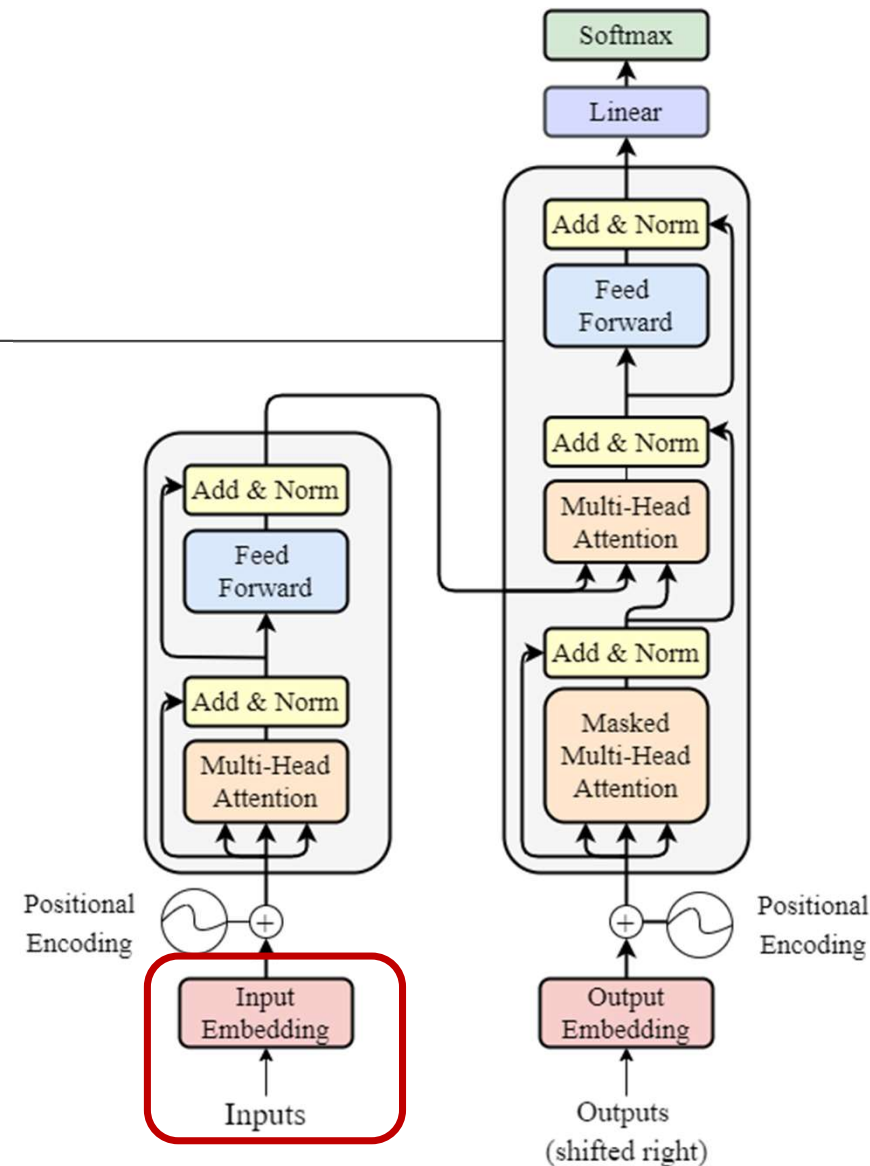 Softmax
Linear
Add & Norm
Feed
Forward
Add & Norm
Multi-Head
Attention
Add & Norm
Masked
Multi-Head
Attention
Add & Norm
Feed
Forward
Add & Norm
Multi-Head
Attention
Positional
Encoding
Positional
Encoding
Input
Embedding
Output
Embedding
Inputs
Outputs
(shifted right)